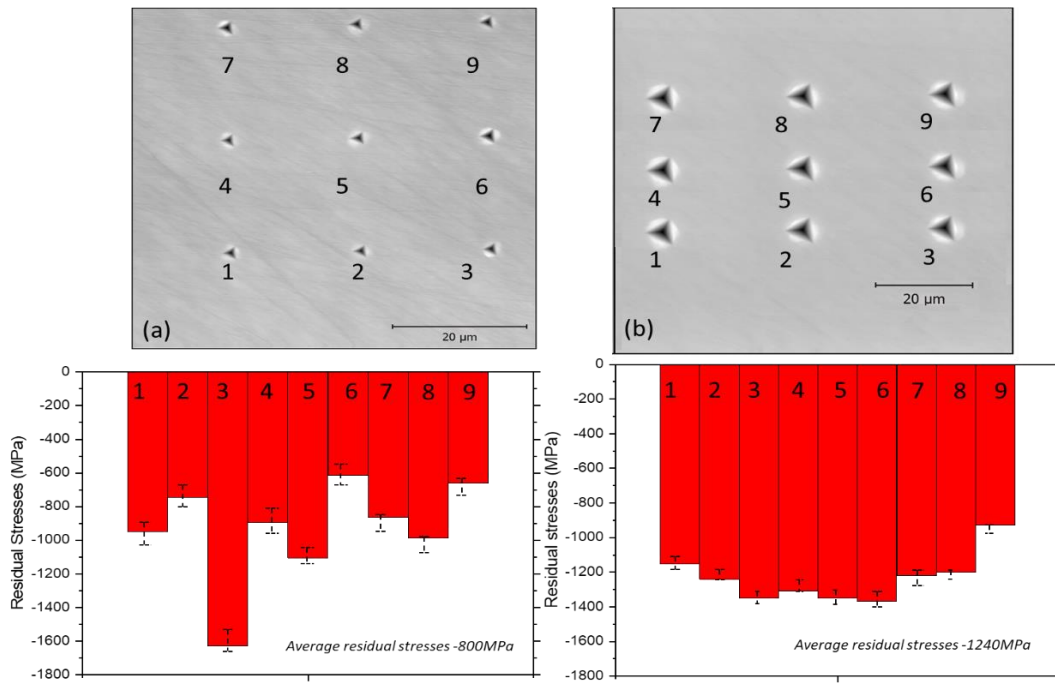 7 8 9
4 5 6
1 2 3
(a)
20 µm
7 8 9
4 5 6
1 2 3
20 µm
(b)
Residual Stresses (MPa)
0
-200
-400
-600
-800
-1000
-1200
-1400
-1600
-1800
1 2 3 4 5 6 7 8 9
Average residual stresses -800MPa
Residual stresses (MPa)
0
-200
-400
-600
-800
-1000
-1200
-1400
-1600
-1800
1 2 3 4 5 6 7 8 9
Average residual stresses -1240MPa